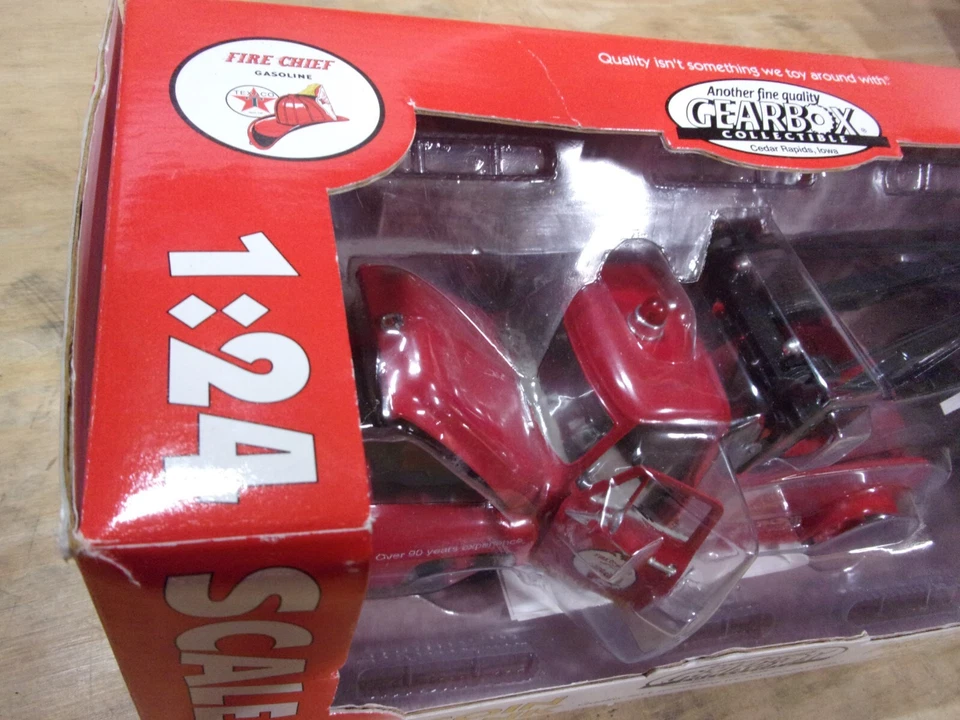 FIRE CHIEF
GASOLINE
TEXACO
Quality isn't something we toy around with®
Another fine quality
GEARBOX®
COLLECTIBLE
Cedar Rapids, Iowa
1:24
SCALE
Over 90 years experience